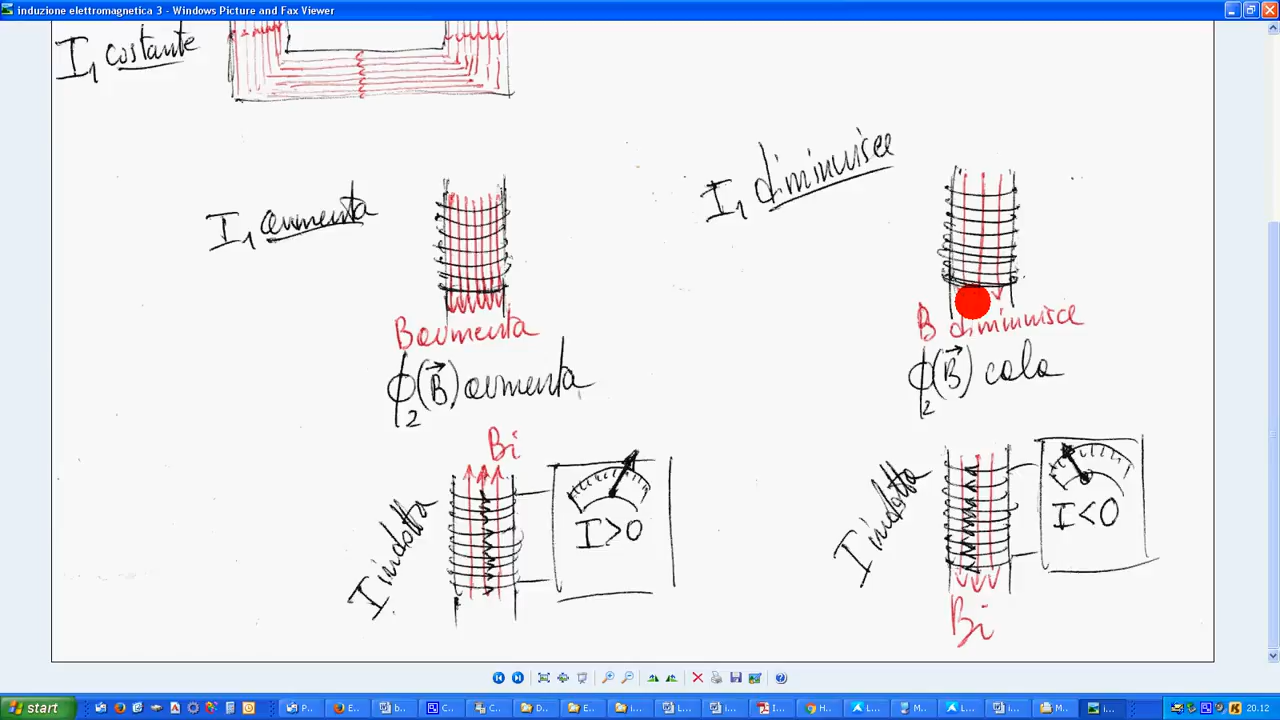 induzione elettromagnetica 3 - Windows Picture and Fax Viewer
I1 costante
I1 aumenta
I1 diminuisce
B aumenta
B diminuisce
ϕ2(B⃗) aumenta
ϕ2(B⃗) cala
Bi
I indotta
I>0
I indotta
I<0
Bi
start
P...
E...
b...
C...
C...
D...
E...
i...
L...
i...
I...
H...
L...
M...
L...
i...
M...
i...
20.12